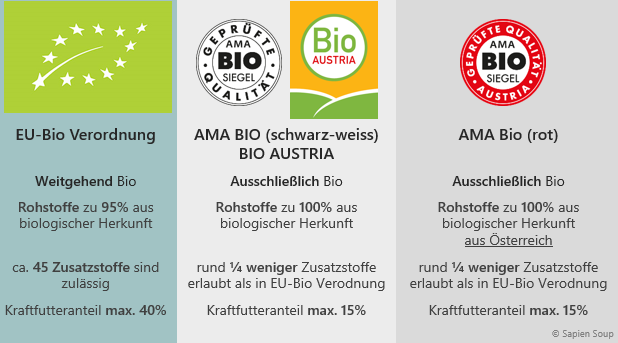 GEPRÜFTE
AMA
BIO
SIEGEL
QUALITÄT
Bio
AUSTRIA
GEPRÜFTE QUALITÄT
AMA
BIO
SIEGEL
AUSTRIA
EU-Bio Verordnung
Weitgehend Bio
Rohstoffe zu 95% aus
biologischer Herkunft
ca. 45 Zusatzstoffe sind
zulässig
Kraftfutteranteil max. 40%
AMA BIO (schwarz-weiss)
BIO AUSTRIA
Ausschließlich Bio
Rohstoffe zu 100% aus
biologischer Herkunft
rund ¼ weniger Zusatzstoffe
erlaubt als in EU-Bio Verodnung
Kraftfutteranteil max. 15%
AMA Bio (rot)
Ausschließlich Bio
Rohstoffe zu 100% aus
biologischer Herkunft
aus Österreich
rund ¼ weniger Zusatzstoffe
erlaubt als in EU-Bio Verodnung
Kraftfutteranteil max. 15%
© Sapien Soup